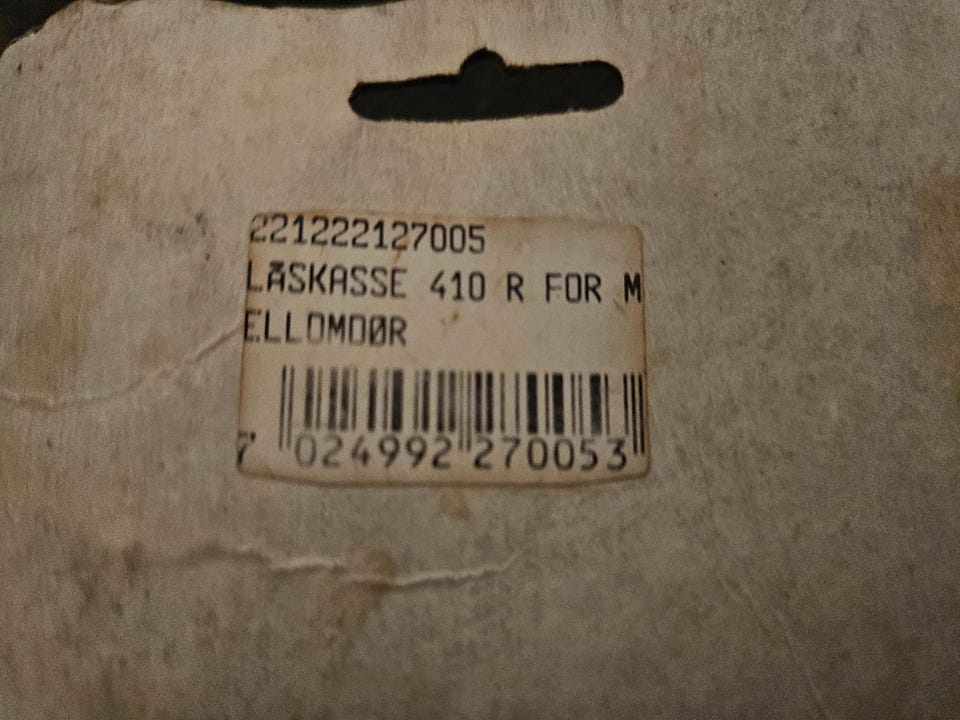 221222127005
LÅSKASSE 410 R FOR M
ELLOMDØR
7 024992 270053